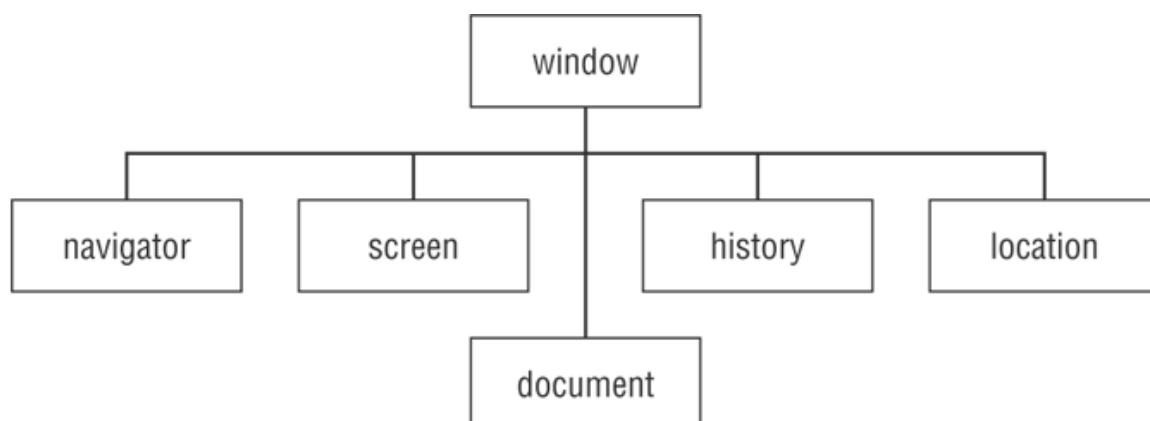 window
navigator
screen
history
location
document